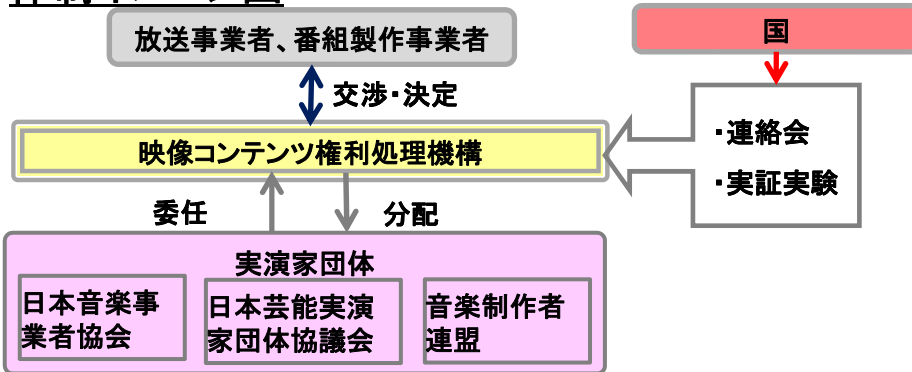 放送事業者、番組製作事業者
国
交渉・決定
・連絡会
・実証実験
映像コンテンツ権利処理機構
委任
分配
実演家団体
日本音楽事
業者協会
日本芸能実演
家団体協議会
音楽制作者
連盟